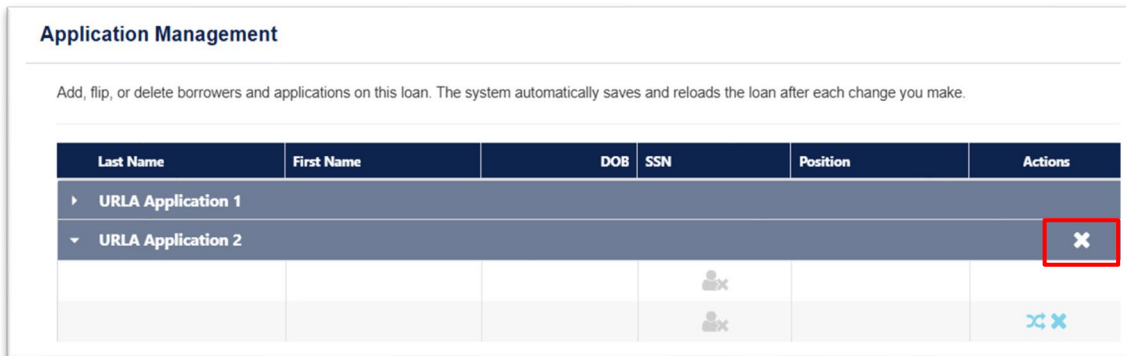 Application Management
Add, flip, or delete borrowers and applications on this loan. The system automatically saves and reloads the loan after each change you make.
Last Name First Name DOB SSN Position Actions
URLA Application 1
URLA Application 2